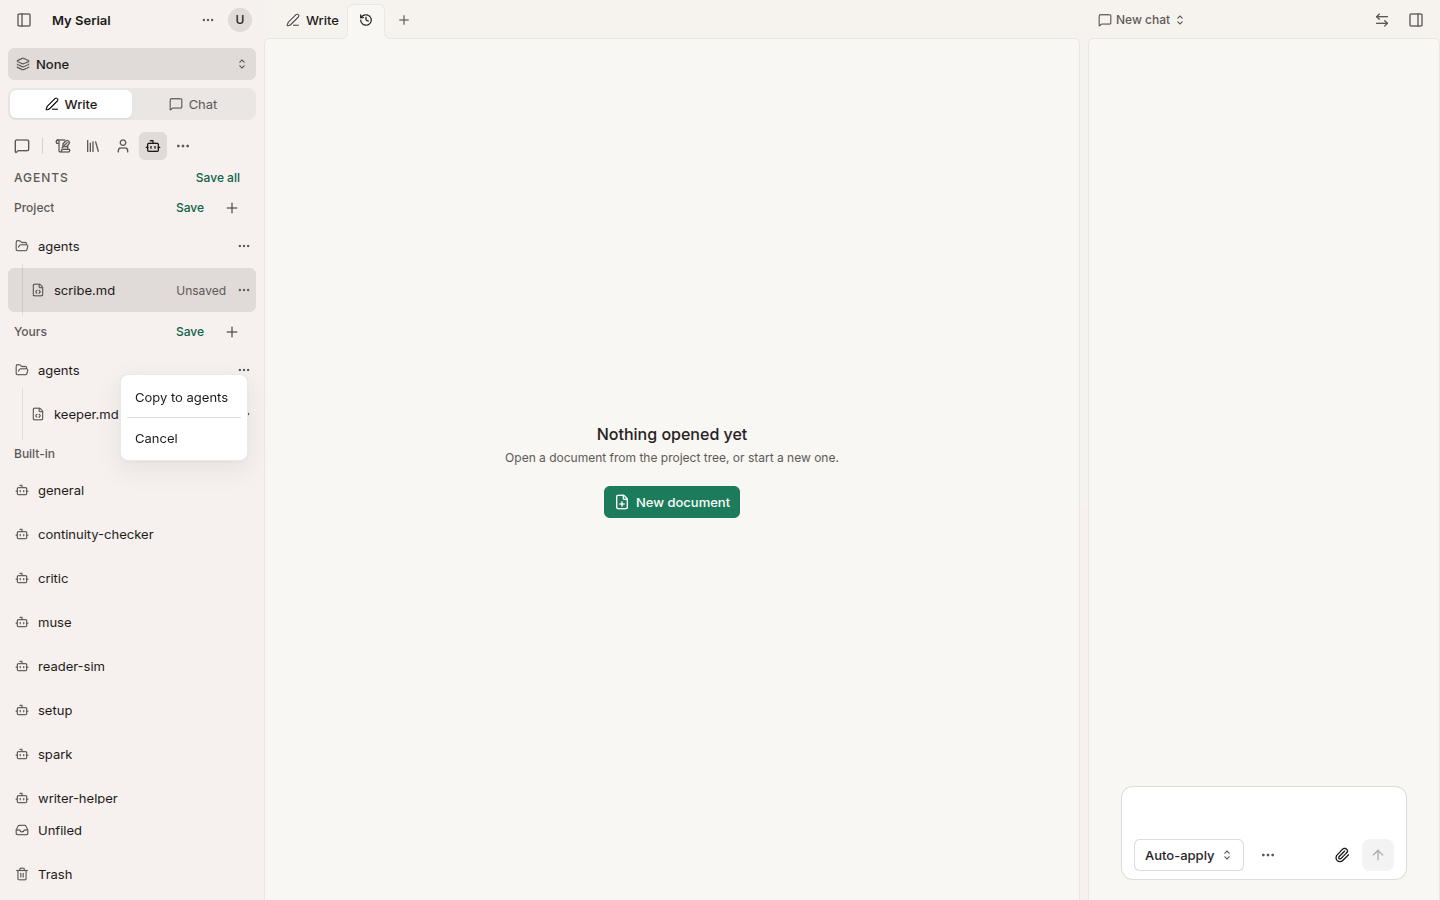 My Serial
U
None
Write
Chat
AGENTS
Save all
Project
Save
agents
scribe.md
Unsaved
Yours
Save
agents
keeper.md
Copy to agents
Cancel
Built-in
general
continuity-checker
critic
muse
reader-sim
setup
spark
writer-helper
Unfiled
Trash
Write
Nothing opened yet
Open a document from the project tree, or start a new one.
New document
New chat
Auto-apply